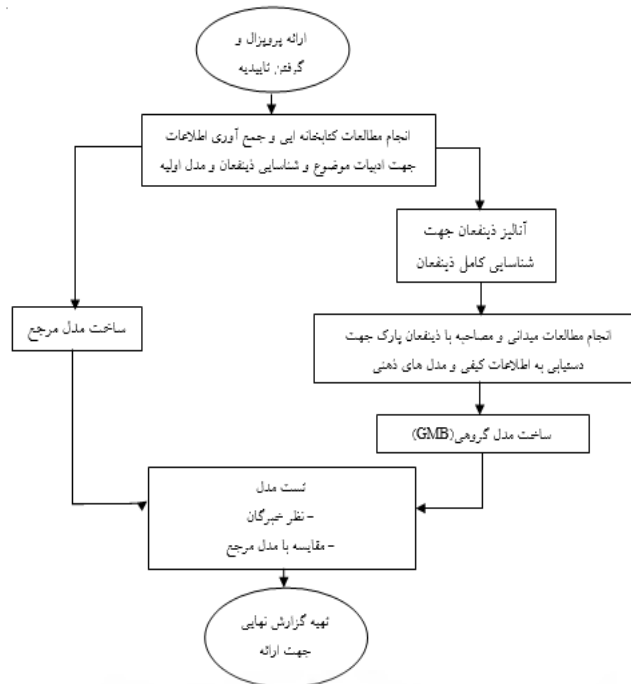 ارائه پروپزال و
گرفتن تاییدیه
انجام مطالعات کتابخانه ایی و جمع آوری اطلاعات
جهت ادبیات موضوع و شناسایی ذینفعان و مدل اولیه
آنالیز ذینفعان جهت
شناسایی کامل ذینفعان
ساخت مدل مرجع
انجام مطالعات میدانی و مصاحبه با ذینفعان پارک جهت
دستیابی به اطلاعات کیفی و مدل های ذهنی
ساخت مدل گروهی(GMB)
تست مدل
- نظر خبرگان
- مقایسه با مدل مرجع
تهیه گزارش نهایی
جهت ارائه